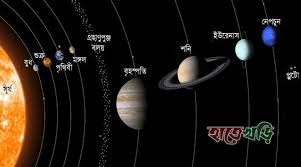 সূর্য
বুধ
শুক্র
পৃথিবী
মঙ্গল
গ্রহাণুপুঞ্জ
বলয়
বৃহস্পতি
শনি
ইউরেনাস
নেপচুন
প্লুটো
হাতেখড়ি